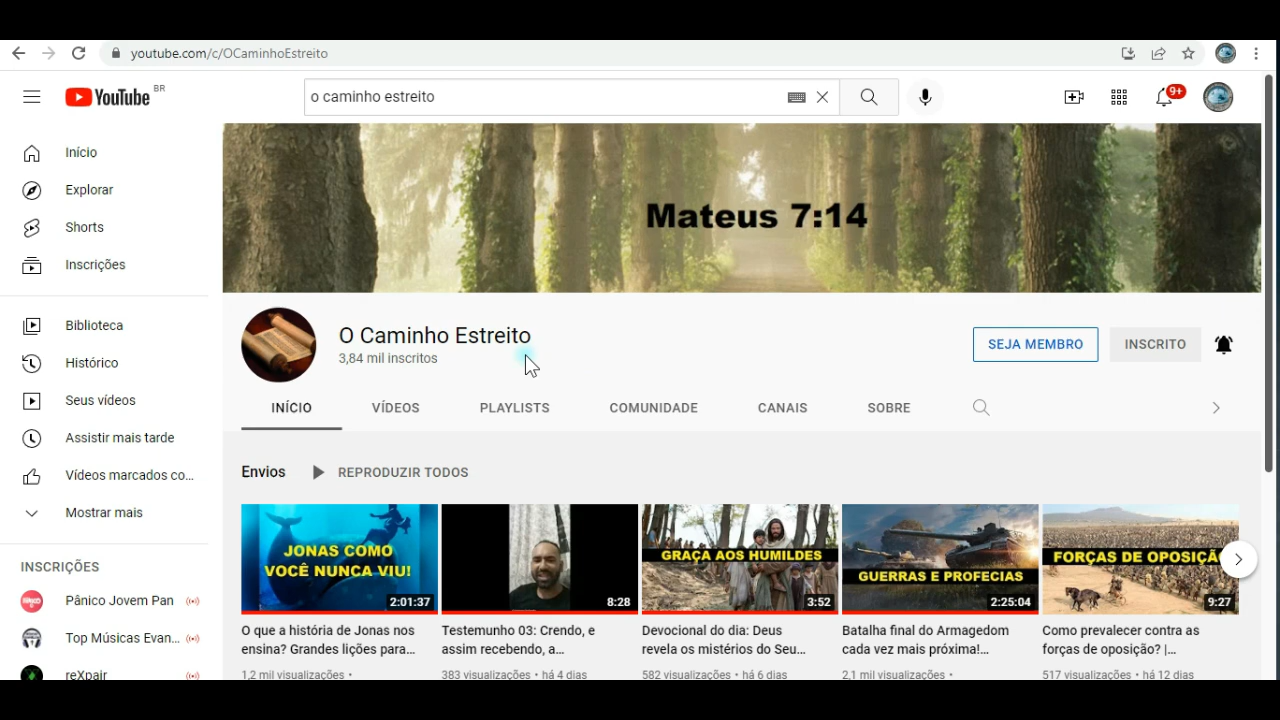 youtube.com/c/OCaminhoEstreito
YouTube BR
o caminho estreito
9+
Início
Explorar
Shorts
Inscrições
Biblioteca
Histórico
Seus vídeos
Assistir mais tarde
Vídeos marcados co...
Mostrar mais
INSCRIÇÕES
Pânico Jovem Pan
Top Músicas Evan...
reXpair
Mateus 7:14
O Caminho Estreito
3,84 mil inscritos
SEJA MEMBRO
INSCRITO
INÍCIO VÍDEOS PLAYLISTS COMUNIDADE CANAIS SOBRE
Envios
REPRODUZIR TODOS
JONAS COMO
VOCÊ NUNCA VIU!
2:01:37
O que a história de Jonas nos
ensina? Grandes lições para...
1,2 mil visualizações •
8:28
Testemunho 03: Crendo, e
assim recebendo, a...
383 visualizações • há 4 dias
GRAÇA AOS HUMILDES
3:52
Devocional do dia: Deus
revela os mistérios do Seu...
582 visualizações • há 6 dias
GUERRAS E PROFECIAS
2:25:04
Batalha final do Armagedom
cada vez mais próxima!...
2,1 mil visualizações •
FORÇAS DE OPOSIÇÃ
9:27
Como prevalecer contra as
forças de oposição? |...
517 visualizações • há 12 dias